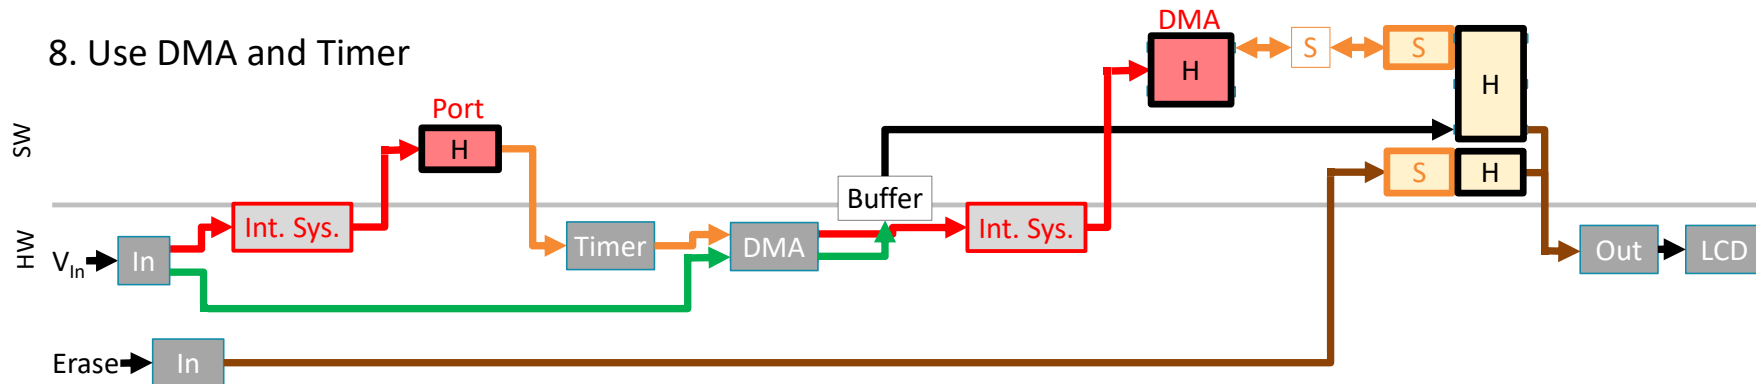 8. Use DMA and Timer
DMA
H
S
S
H
Port
H
SW
S
H
Buffer
Int. Sys.
Int. Sys.
HW
VIn
In
Timer
DMA
Out
LCD
Erase
In